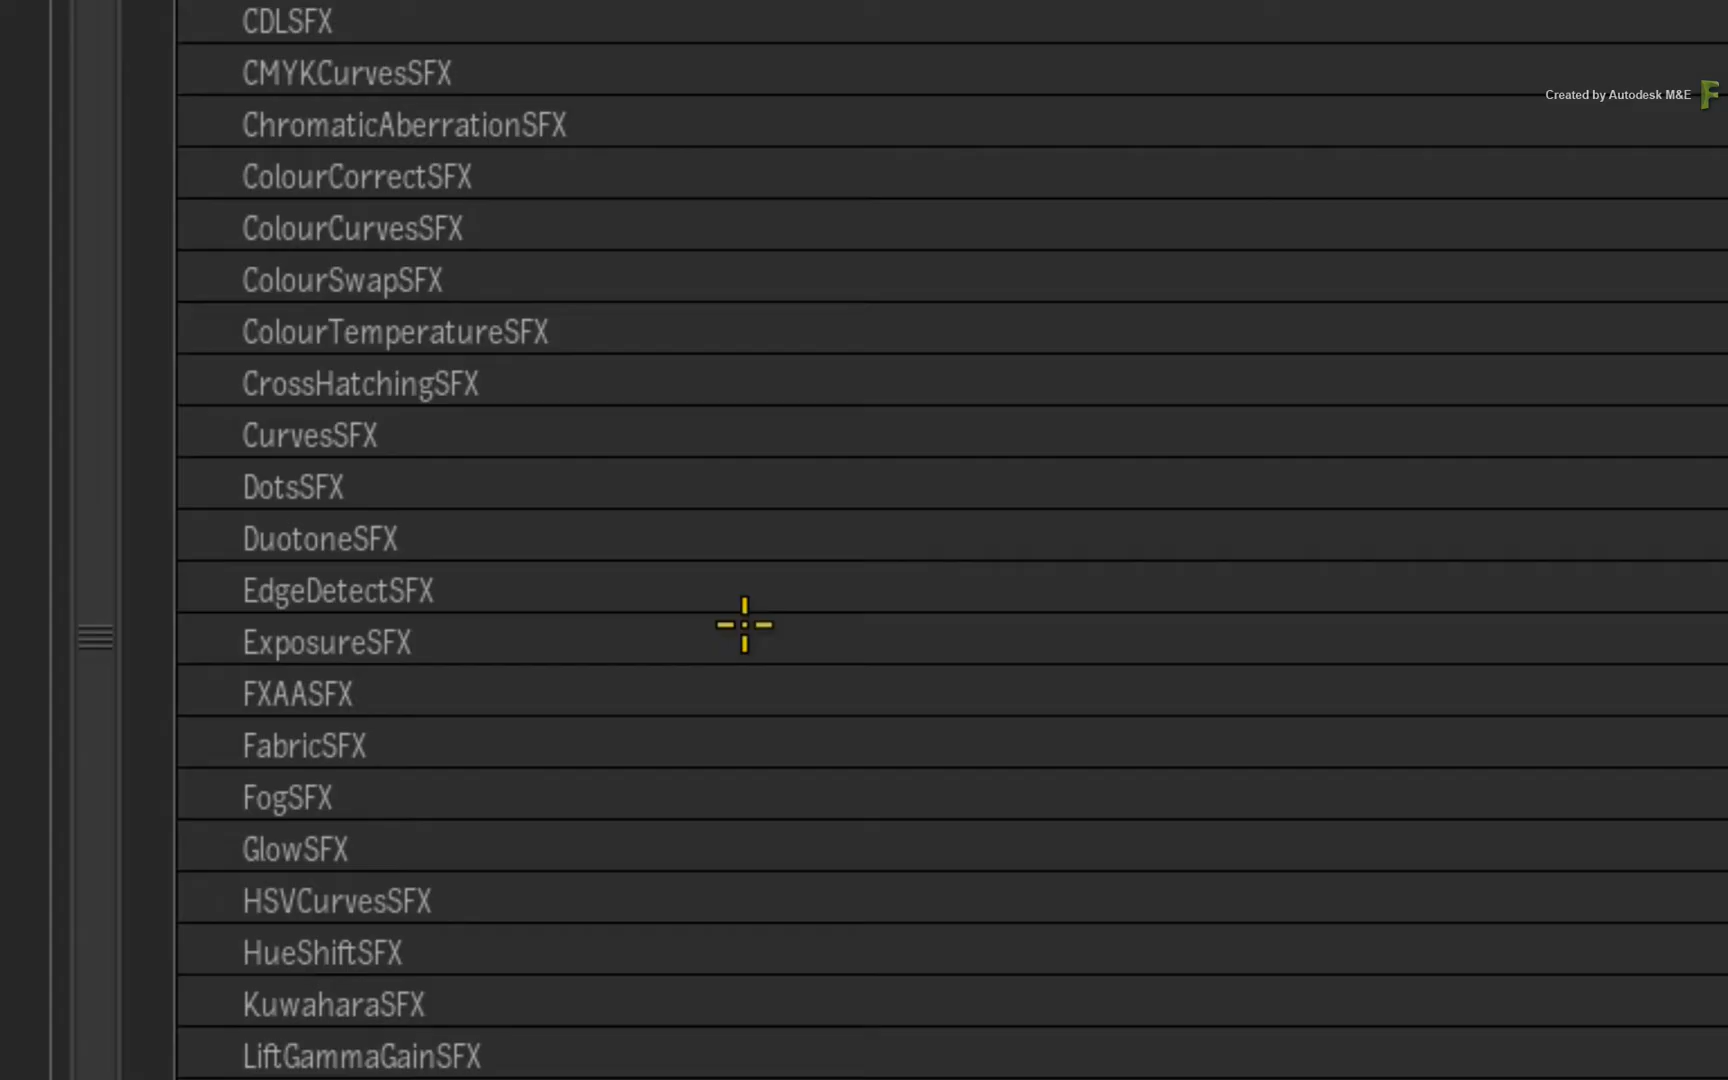 CDLSFX
CMYKCurvesSFX
Created by Autodesk M&E
ChromaticAberrationSFX
ColourCorrectSFX
ColourCurvesSFX
ColourSwapSFX
ColourTemperatureSFX
CrossHatchingSFX
CurvesSFX
DotsSFX
DuotoneSFX
EdgeDetectSFX
ExposureSFX
FXAASFX
FabricSFX
FogSFX
GlowSFX
HSVCurvesSFX
HueShiftSFX
KuwaharaSFX
LiftGammaGainSFX